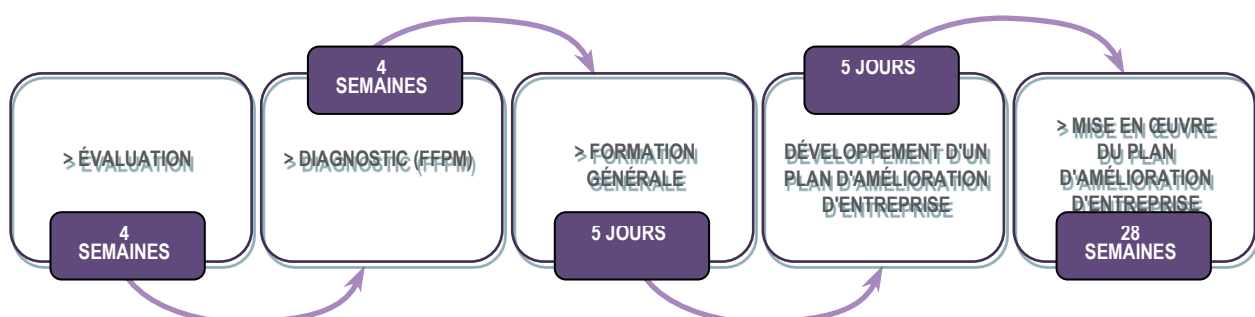 > ÉVALUATION
4
SEMAINES
4
SEMAINES
> DIAGNOSTIC (FFPM)
> FORMATION
GÉNÉRALE
5 JOURS
5 JOURS
DÉVELOPPEMENT D'UN
PLAN D'AMÉLIORATION
D'ENTREPRISE
> MISE EN ŒUVRE
DU PLAN
D'AMÉLIORATION
D'ENTREPRISE
28
SEMAINES